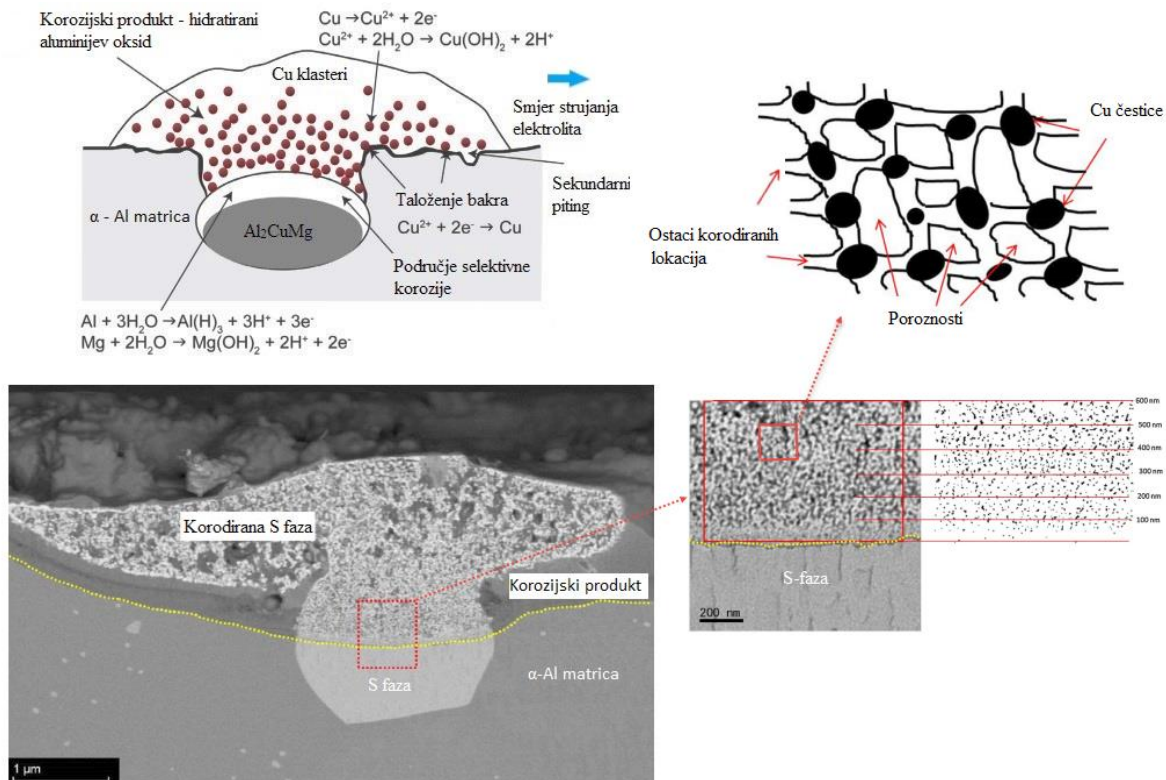 Korozijski produkt - hidratirani
aluminijev oksid
Cu →Cu²⁺ + 2e⁻
Cu²⁺ + 2H₂O → Cu(OH)₂ + 2H⁺
Cu klasteri
Smjer strujanja
elektrolita
Sekundarni
piting
α - Al matrica
Al₂CuMg
Taloženje bakra
Cu²⁺ + 2e⁻ → Cu
Područje selektivne
korozije
Al + 3H₂O →Al(H)₃ + 3H⁺ + 3e⁻
Mg + 2H₂O → Mg(OH)₂ + 2H⁺ + 2e⁻
Cu čestice
Ostaci korodiranih
lokacija
Poroznosti
Korodirana S faza
Korozijski produkt
α-Al matrica
S faza
1 µm
600 nm
500 nm
400 nm
300 nm
200 nm
100 nm
S-faza
200 nm